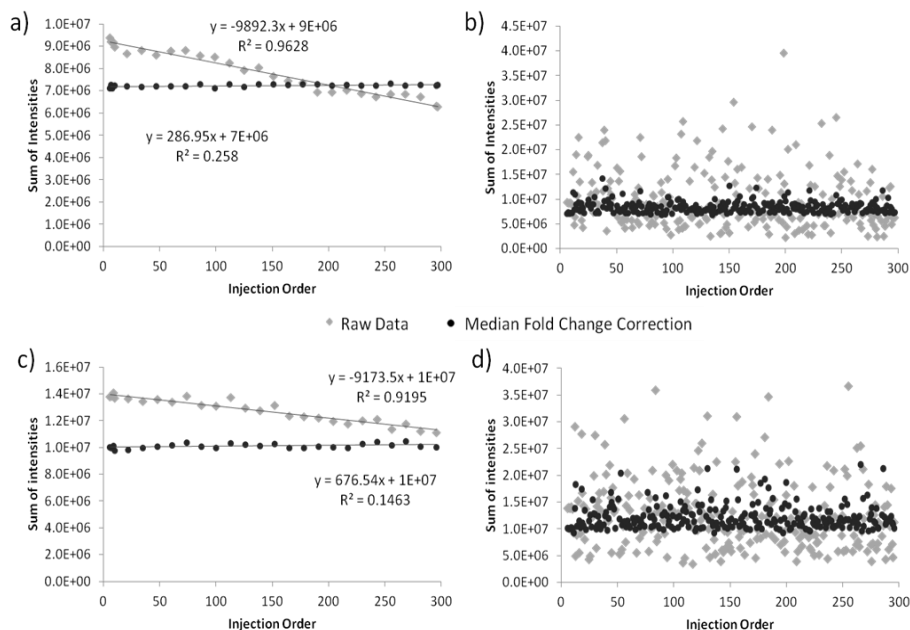 a)
y = -9892.3x + 9E+06
R² = 0.9628
y = 286.95x + 7E+06
R² = 0.258
Sum of Intensities
1.0E+07
9.0E+06
8.0E+06
7.0E+06
6.0E+06
5.0E+06
4.0E+06
3.0E+06
2.0E+06
1.0E+06
0.0E+00
0 50 100 150 200 250 300
Injection Order
b)
Sum of Intensities
5.0E+07
4.5E+07
4.0E+07
3.5E+07
3.0E+07
2.5E+07
2.0E+07
1.5E+07
1.0E+07
5.0E+06
0.0E+00
0 50 100 150 200 250 300
Injection Order
Raw Data
Median Fold Change Correction
c)
y = -9173.5x + 1E+07
R² = 0.9195
y = 676.54x + 1E+07
R² = 0.1463
Sum of intensities
1.6E+07
1.4E+07
1.2E+07
1.0E+07
8.0E+06
6.0E+06
4.0E+06
2.0E+06
0.0E+00
0 50 100 150 200 250 300
Injection Order
d)
Sum of intensities
4.0E+07
3.5E+07
3.0E+07
2.5E+07
2.0E+07
1.5E+07
1.0E+07
5.0E+06
0.0E+00
0 50 100 150 200 250 300
Injection Order